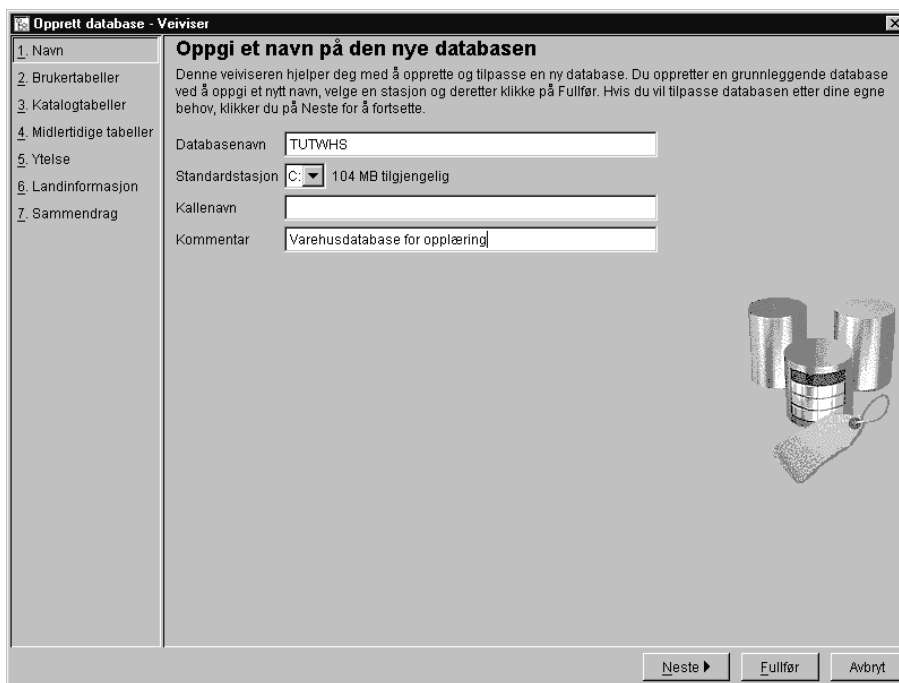 Opprett database - Veiviser
1. Navn
2. Brukertabeller
3. Katalogtabeller
4. Midlertidige tabeller
5. Ytelse
6. Landinformasjon
7. Sammendrag
Oppgi et navn på den nye databasen
Denne veiviseren hjelper deg med å opprette og tilpasse en ny database. Du oppretter en grunnleggende database
ved å oppgi et nytt navn, velge en stasjon og deretter klikke på Fullfør. Hvis du vil tilpasse databasen etter dine egne
behov, klikker du på Neste for å fortsette.
Databasenavn TUTWHS
Standardstasjon C: 104 MB tilgjengelig
Kallenavn
Kommentar Varehusdatabase for opplæring
Neste Fullfør Avbryt